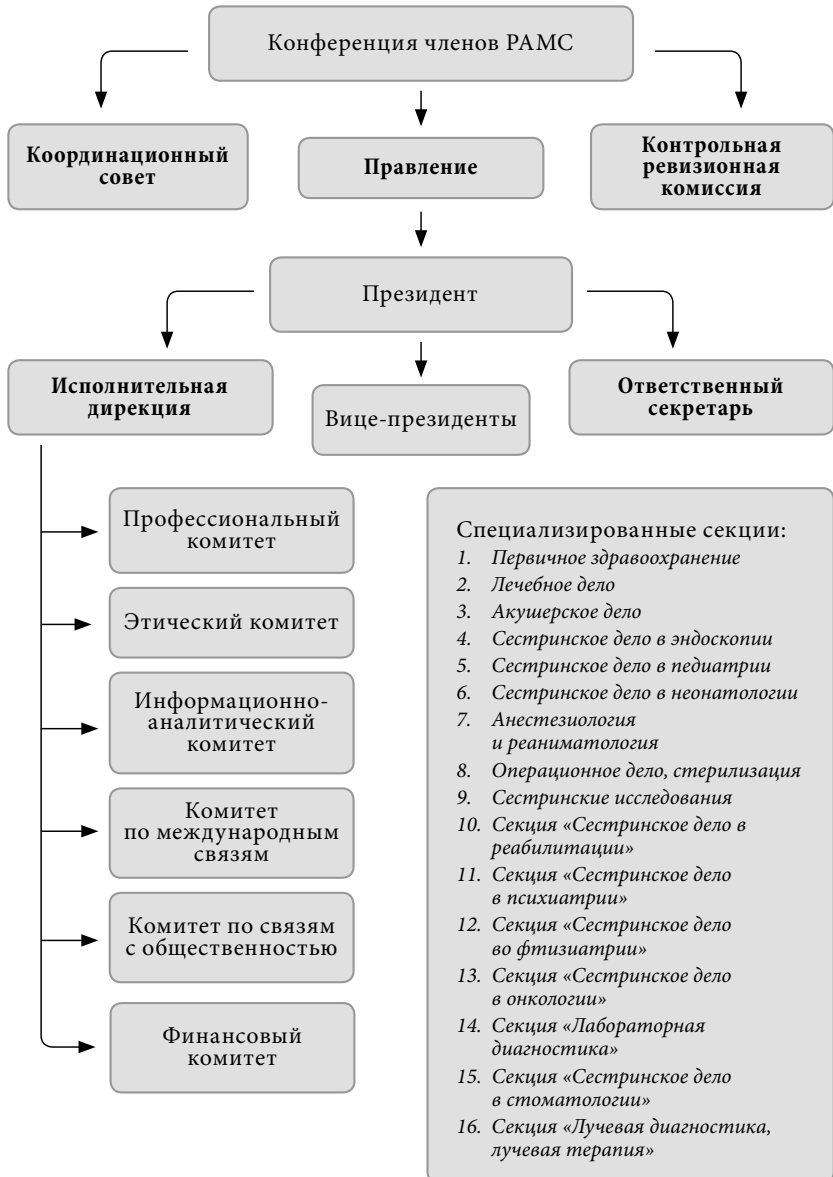 Конференция членов РАМС
Координационный
совет
Правление
Контрольная
ревизионная
комиссия
Президент
Исполнительная
дирекция
Вице-президенты
Ответственный
секретарь
Профессиональный
комитет
Этический комитет
Информационно-
аналитический
комитет
Комитет
по международным
связям
Комитет по связям
с общественностью
Финансовый
комитет
Специализированные секции:
1. Первичное здравоохранение
2. Лечебное дело
3. Акушерское дело
4. Сестринское дело в эндоскопии
5. Сестринское дело в педиатрии
6. Сестринское дело в неонатологии
7. Анестезиология
и реаниматология
8. Операционное дело, стерилизация
9. Сестринские исследования
10. Секция «Сестринское дело в
реабилитации»
11. Секция «Сестринское дело
в психиатрии»
12. Секция «Сестринское дело
во фтизиатрии»
13. Секция «Сестринское дело
в онкологии»
14. Секция «Лабораторная
диагностика»
15. Секция «Сестринское дело
в стоматологии»
16. Секция «Лучевая диагностика,
лучевая терапия»